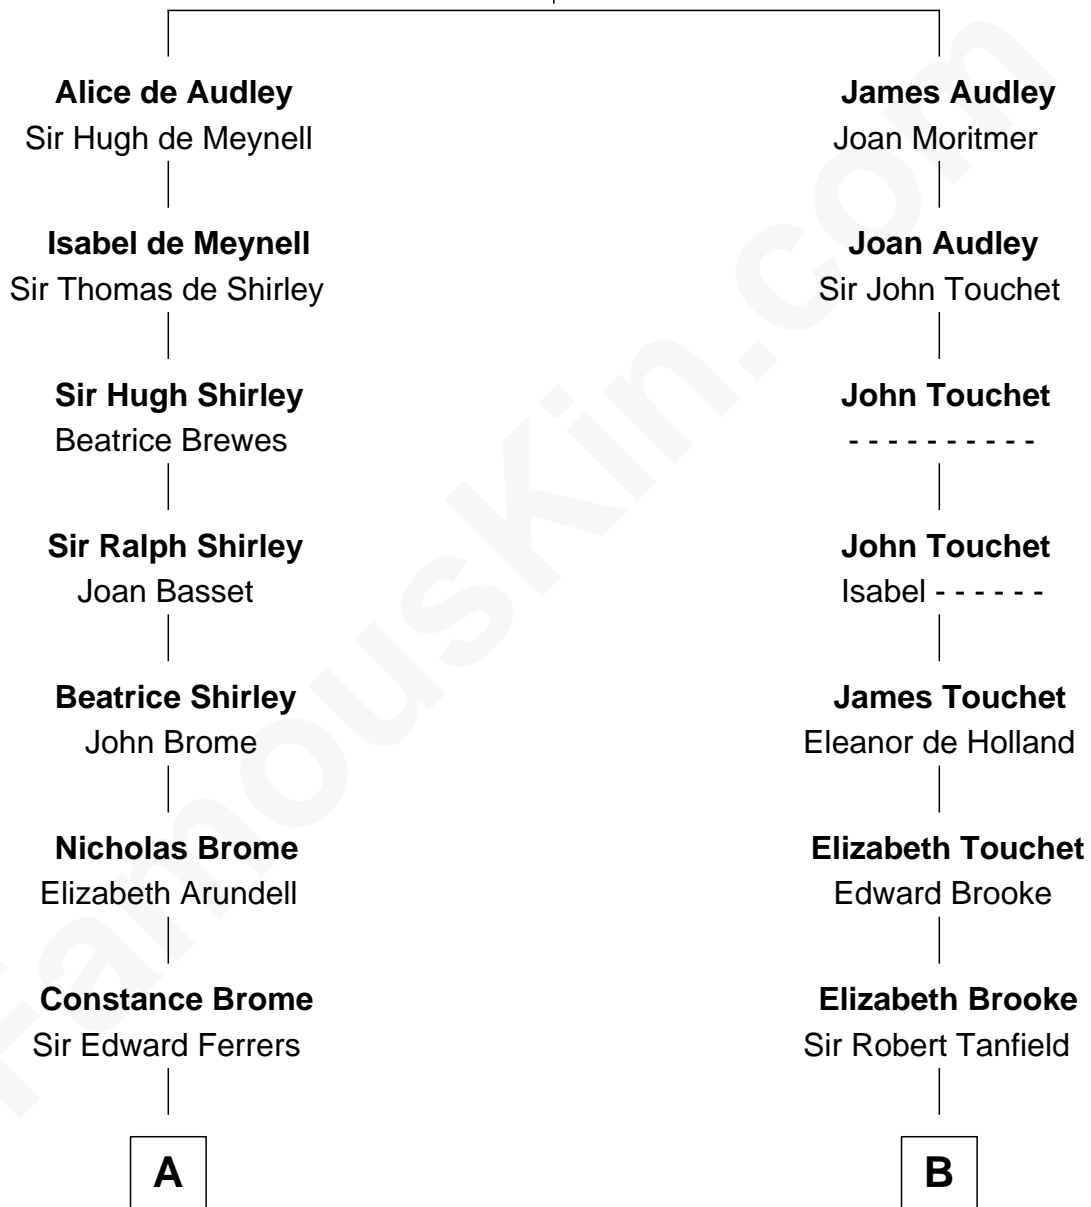 Alice de Audley
Sir Hugh de Meynell
Isabel de Meynell
Sir Thomas de Shirley
Sir Hugh Shirley
Beatrice Brewes
Sir Ralph Shirley
Joan Basset
Beatrice Shirley
John Brome
Nicholas Brome
Elizabeth Arundell
Constance Brome
Sir Edward Ferrers
A
James Audley
Joan Moritmer
Joan Audley
Sir John Touchet
John Touchet
- - - - - - - - - -
John Touchet
Isabel - - - - - -
James Touchet
Eleanor de Holland
Elizabeth Touchet
Edward Brooke
Elizabeth Brooke
Sir Robert Tanfield
B
FamousKin.com